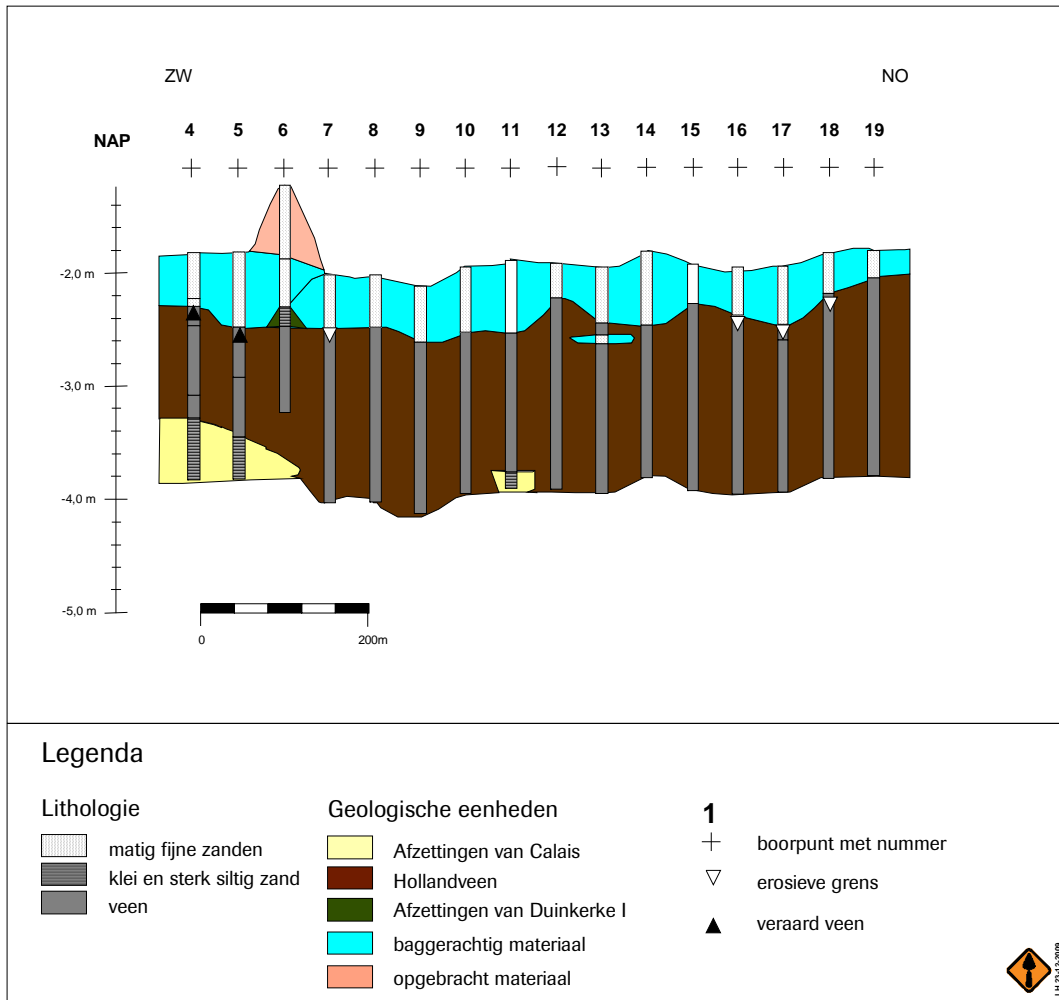 ZW NO
4 5 6 7 8 9 10 11 12 13 14 15 16 17 18 19
NAP
-2,0 m
-3,0 m
-4,0 m
-5,0 m
0 200m
Legenda
Lithologie
matig fijne zanden
klei en sterk siltig zand
veen
Geologische eenheden
Afzettingen van Calais
Hollandveen
Afzettingen van Duinkerke I
baggerachtig materiaal
opgebracht materiaal
1
boorpunt met nummer
erosieve grens
veraard veen